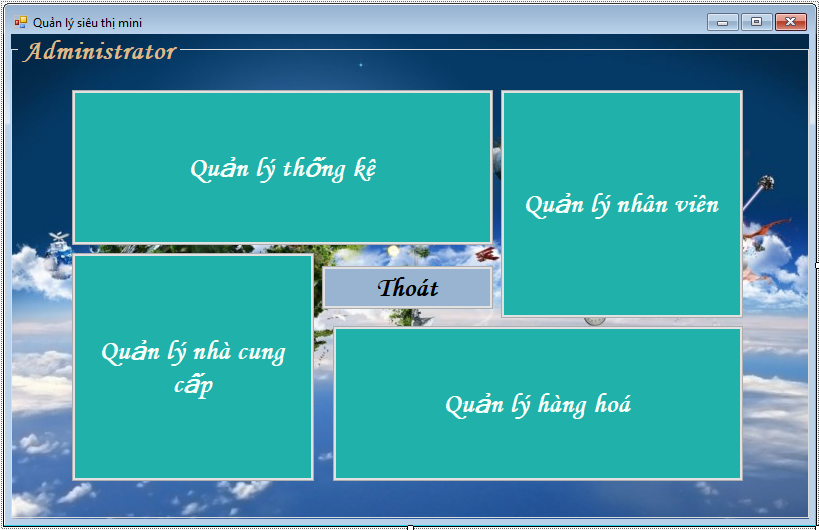 Quản lý siêu thị mini
Administrator
Quản lý thống kê
Quản lý nhân viên
Thoát
Quản lý nhà cung
cấp
Quản lý hàng hoá